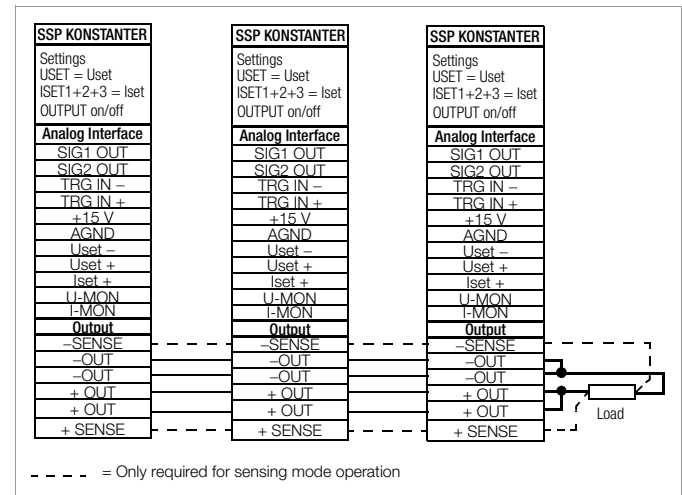 SSP KONSTANTER
Settings
USET = Uset
ISET1+2+3 = Iset
OUTPUT on/off
Analog Interface
SIG1 OUT
SIG2 OUT
TRG IN –
TRG IN +
+15 V
AGND
Uset –
Uset +
Iset +
U-MON
I-MON
Output
–SENSE
–OUT
–OUT
+ OUT
+ OUT
+ SENSE
SSP KONSTANTER
Settings
USET = Uset
ISET1+2+3 = Iset
OUTPUT on/off
Analog Interface
SIG1 OUT
SIG2 OUT
TRG IN –
TRG IN +
+15 V
AGND
Uset –
Uset +
Iset +
U-MON
I-MON
Output
–SENSE
–OUT
–OUT
+ OUT
+ OUT
+ SENSE
SSP KONSTANTER
Settings
USET = Uset
ISET1+2+3 = Iset
OUTPUT on/off
Analog Interface
SIG1 OUT
SIG2 OUT
TRG IN –
TRG IN +
+15 V
AGND
Uset –
Uset +
Iset +
U-MON
I-MON
Output
–SENSE
–OUT
–OUT
+ OUT
+ OUT
+ SENSE
Load
= Only required for sensing mode operation